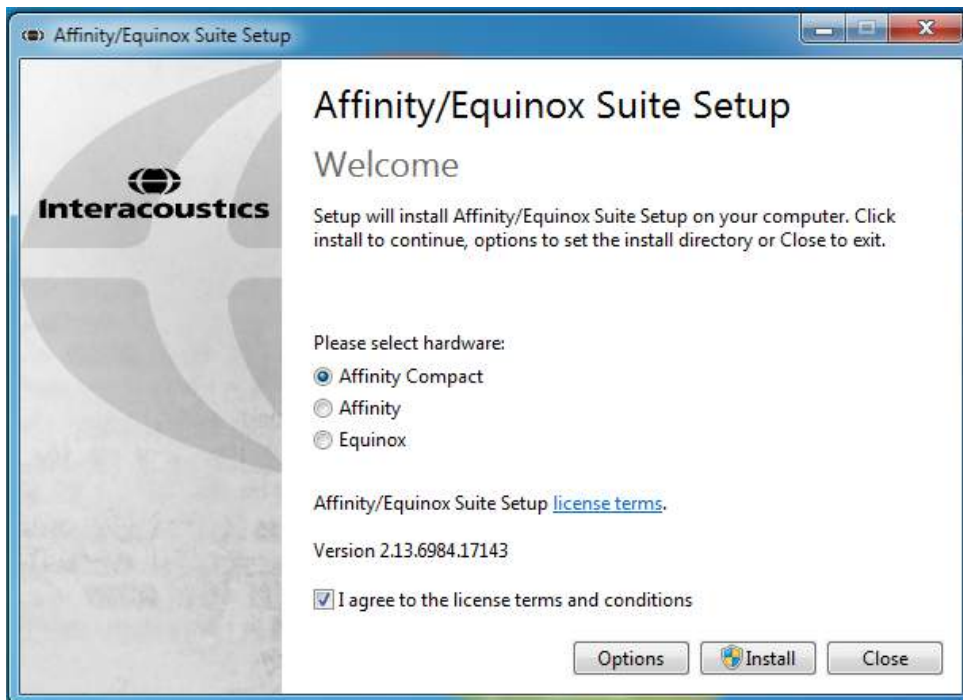 Affinity/Equinox Suite Setup
Affinity/Equinox Suite Setup
Welcome
Interacoustics
Setup will install Affinity/Equinox Suite Setup on your computer. Click
install to continue, options to set the install directory or Close to exit.
Please select hardware:
Affinity Compact
Affinity
Equinox
Affinity/Equinox Suite Setup license terms.
Version 2.13.6984.17143
I agree to the license terms and conditions
Options Install Close